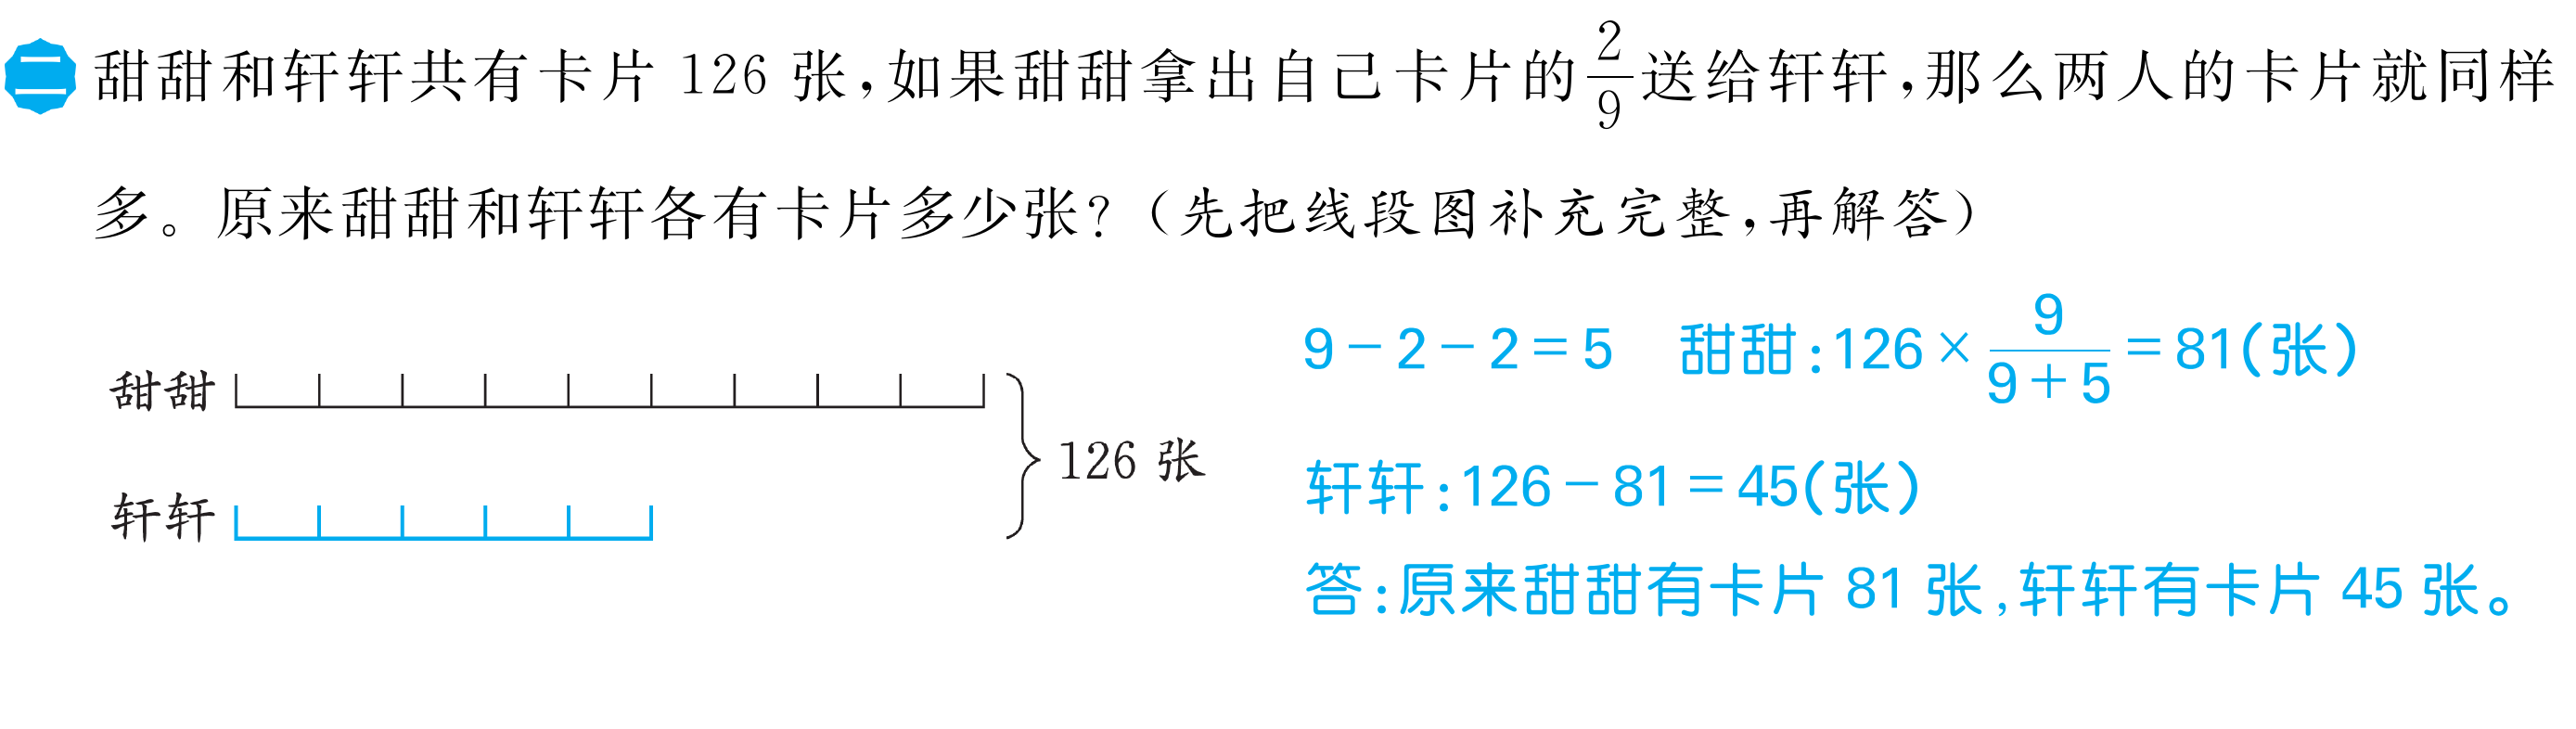 二 甜甜和轩轩共有卡片 126 张,如果甜甜拿出自己卡片的2/9送给轩轩,那么两人的卡片就同样
多。原来甜甜和轩轩各有卡片多少张?(先把线段图补充完整,再解答)
甜甜
轩轩
126 张
9-2-2=5 甜甜:126×9/(9+5)=81(张)
轩轩:126-81=45(张)
答:原来甜甜有卡片 81 张,轩轩有卡片 45 张。